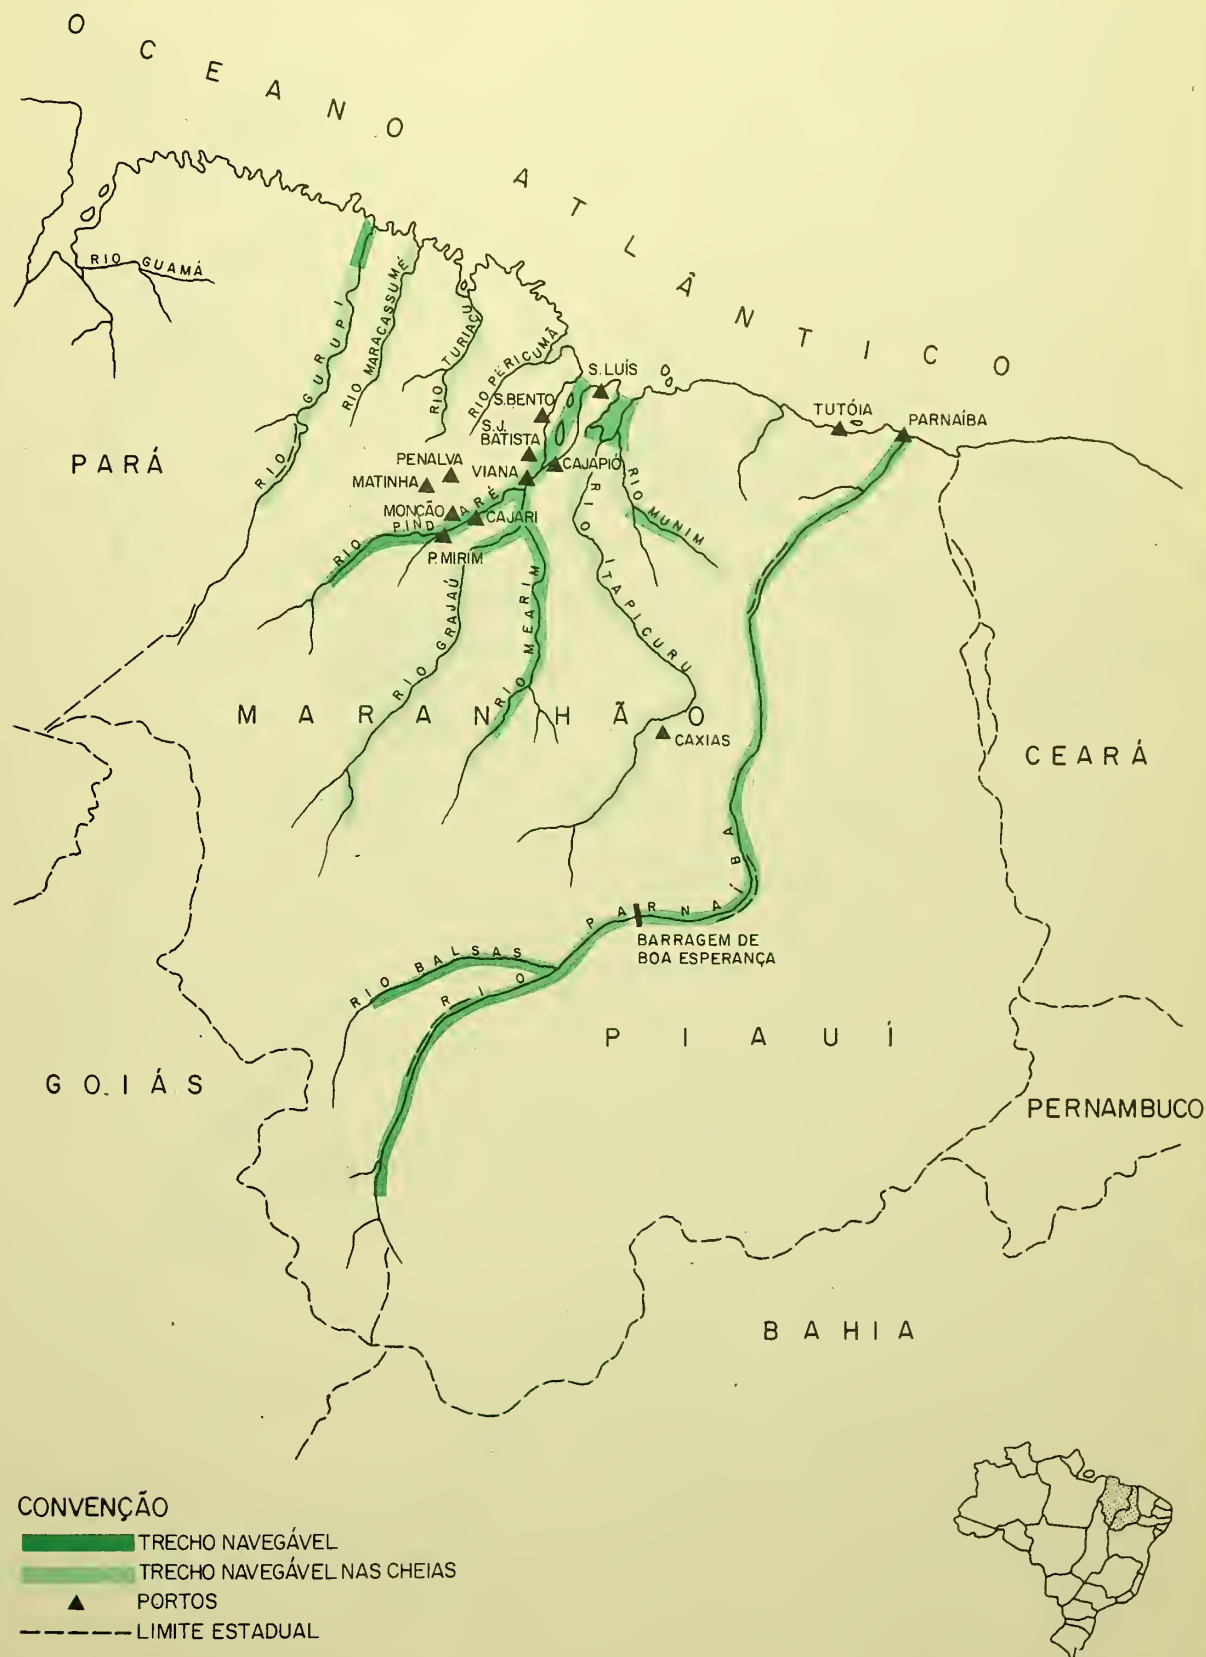 OCEANO ATLÂNTICO
RIO GUAMÁ
RIO GURUPI
RIO MARACASSUMÉ
RIO TURIAÇU
RIO PERICUMÃ
S. LUÍS
S. BENTO
S. J.
BATISTA
TUTÓIA
PARNAÍBA
PARÁ
PENALVA
VIANA
CAJAPIÓ
MATINHA
MONÇÃO
CAJARI
RIO PINDARÉ
P. MIRIM
RIO MUNIM
RIO ITAPICURU
RIO GRAJAÚ
RIO MEARIM
MARANHÃO
CAXIAS
CEARÁ
RIO PARNAÍBA
BARRAGEM DE
BOA ESPERANÇA
RIO BALSAS
PIAUÍ
GO.IÁS
PERNAMBUCO
BAHIA
CONVENÇÃO
TRECHO NAVEGÁVEL
TRECHO NAVEGÁVEL NAS CHEIAS
PORTOS
LIMITE ESTADUAL